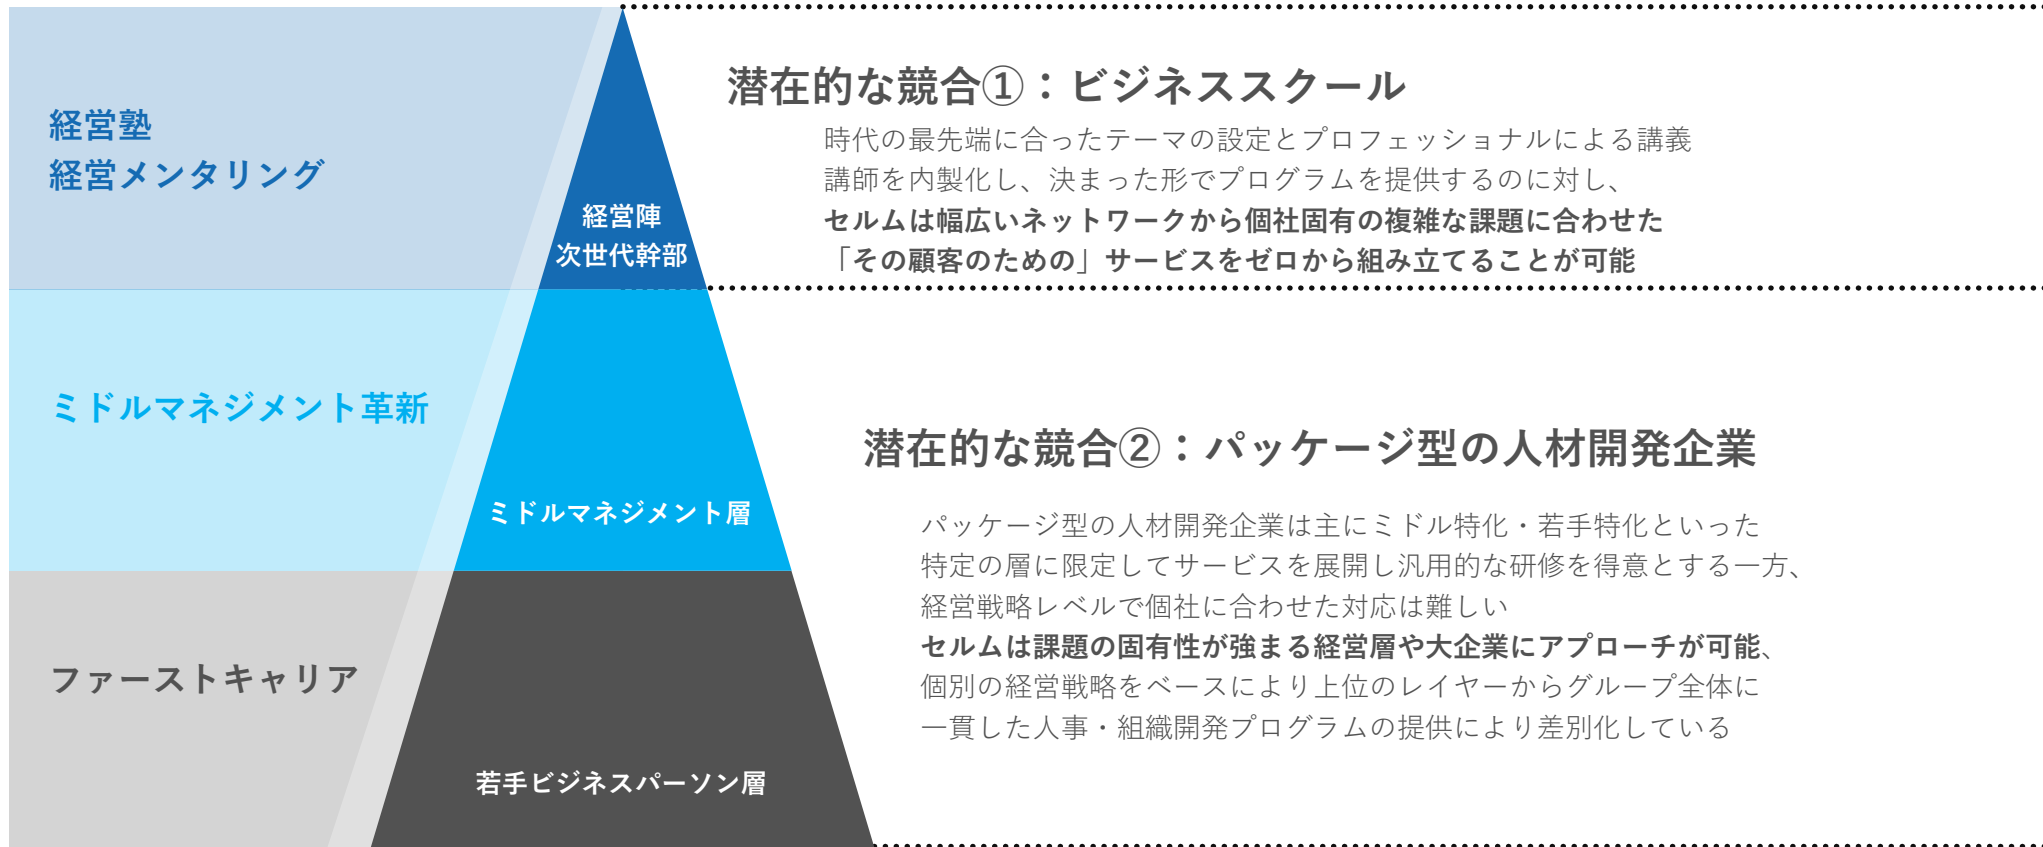 経営塾
経営メンタリング
経営陣
次世代幹部
潜在的な競合①：ビジネススクール
時代の最先端に合ったテーマの設定とプロフェッショナルによる講義
講師を内製化し、決まった形でプログラムを提供するのに対し、
セルムは幅広いネットワークから個社固有の複雑な課題に合わせた
「その顧客のための」サービスをゼロから組み立てることが可能
ミドルマネジメント革新
ミドルマネジメント層
潜在的な競合②：パッケージ型の人材開発企業
パッケージ型の人材開発企業は主にミドル特化・若手特化といった
特定の層に限定してサービスを展開し汎用的な研修を得意とする一方、
経営戦略レベルで個社に合わせた対応は難しい
セルムは課題の固有性が強まる経営層や大企業にアプローチが可能、
個別の経営戦略をベースにより上位のレイヤーからグループ全体に
一貫した人事・組織開発プログラムの提供により差別化している
ファーストキャリア
若手ビジネスパーソン層